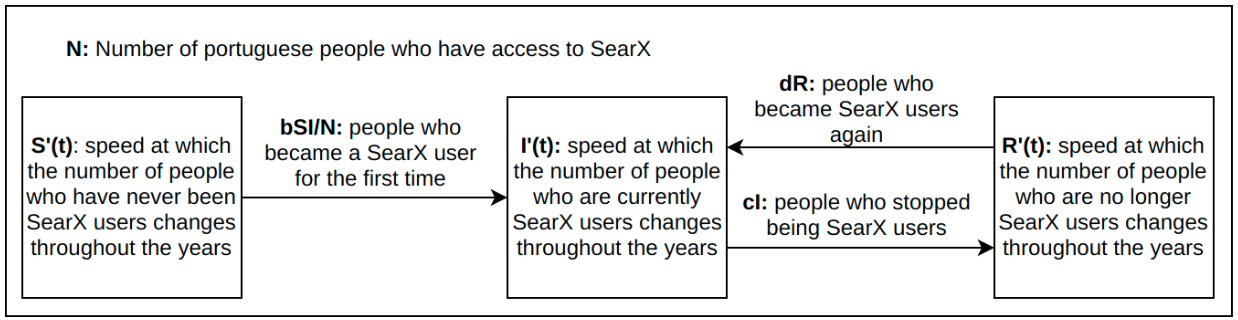 N: Number of portuguese people who have access to SearX
S'(t): speed at which
the number of people
who have never been
SearX users changes
throughout the years
bSI/N: people who
became a SearX user
for the first time
I'(t): speed at which
the number of people
who are currently
SearX users changes
throughout the years
dR: people who
became SearX users
again
cI: people who stopped
being SearX users
R'(t): speed at which
the number of people
who are no longer
SearX users changes
throughout the years